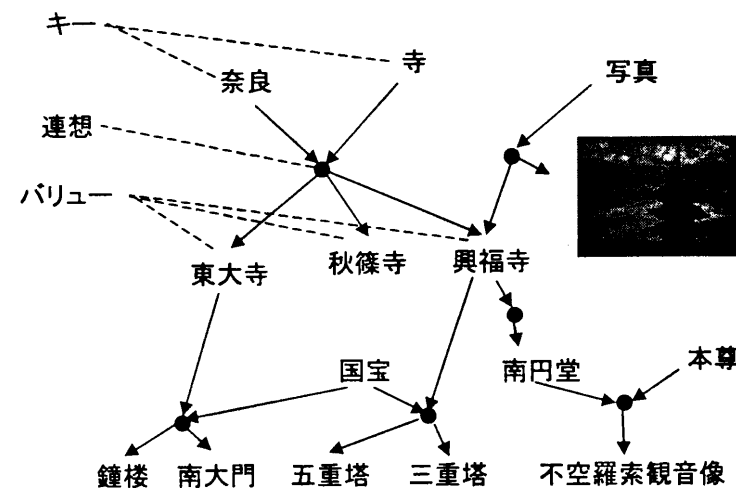 キー
寺
写真
奈良
連想
バリュー
東大寺
秋篠寺
興福寺
国宝
南円堂
本尊
鐘楼
南大門
五重塔
三重塔
不空羅索観音像